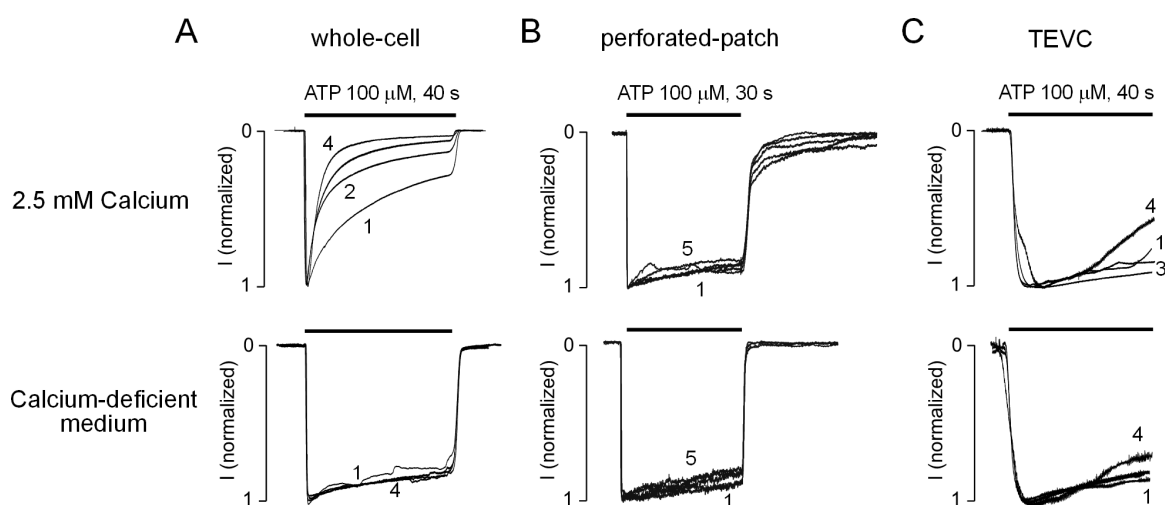 A
whole-cell
B
perforated-patch
C
TEVC
ATP 100 μM, 40 s
ATP 100 μM, 30 s
ATP 100 μM, 40 s
2.5 mM Calcium
I (normalized)
0
1
4
2
1
I (normalized)
0
1
5
1
I (normalized)
0
1
4
1
3
Calcium-deficient
medium
I (normalized)
0
1
1
4
I (normalized)
0
1
5
1
I (normalized)
0
1
4
1